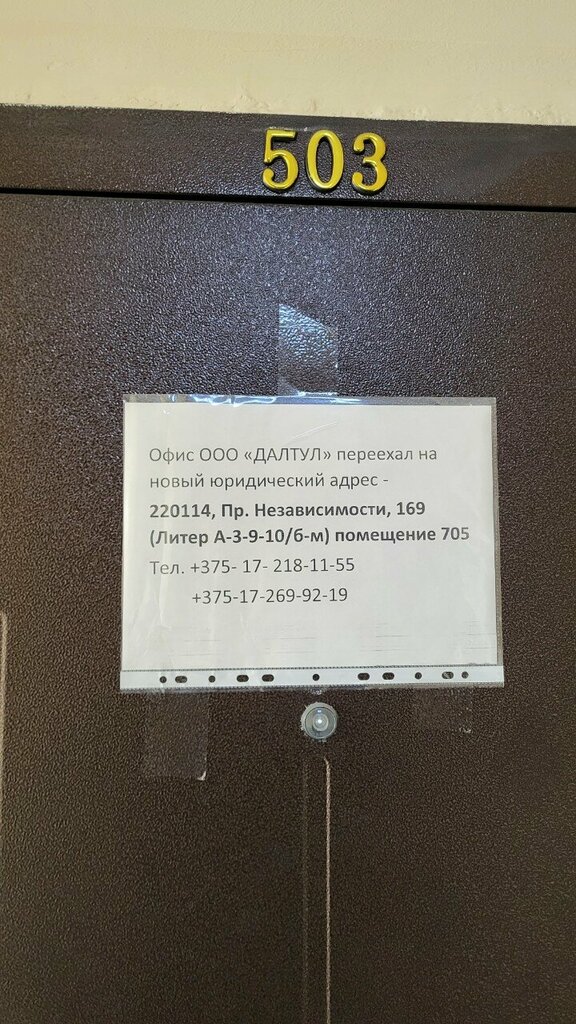 503
Офис ООО «ДАЛТУЛ» переехал на
новый юридический адрес -
220114, Пр. Независимости, 169
(Литер А-3-9-10/б-м) помещение 705
Тел. +375- 17- 218-11-55
+375-17-269-92-19